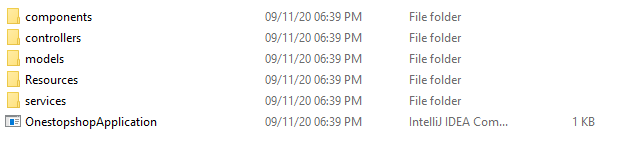 components 09/11/20 06:39 PM File folder
controllers 09/11/20 06:39 PM File folder
models 09/11/20 06:39 PM File folder
Resources 09/11/20 06:39 PM File folder
services 09/11/20 06:39 PM File folder
OnestopshopApplication 09/11/20 06:39 PM IntelliJ IDEA Com... 1 KB